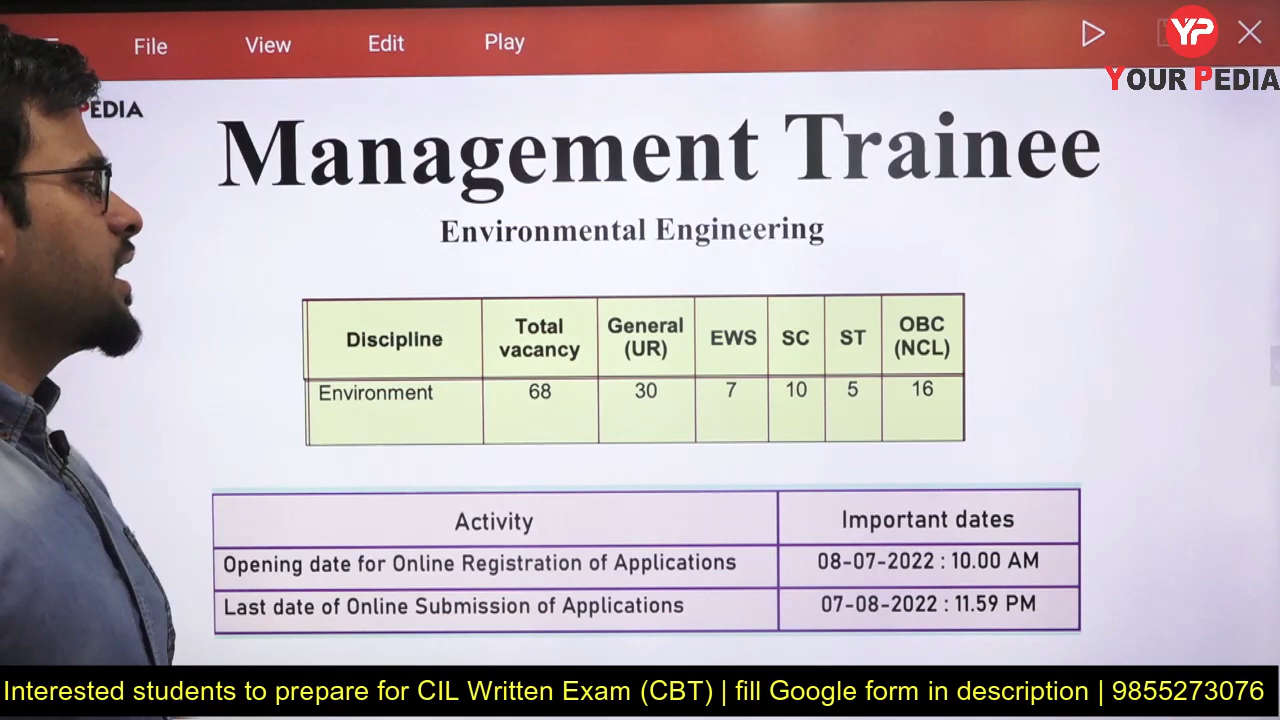 File View Edit Play
YP
YOUR PEDIA
PEDIA
Management Trainee
Environmental Engineering
Discipline Total vacancy General (UR) EWS SC ST OBC (NCL)
Environment 68 30 7 10 5 16
Activity Important dates
Opening date for Online Registration of Applications 08-07-2022 : 10.00 AM
Last date of Online Submission of Applications 07-08-2022 : 11.59 PM
Interested students to prepare for CIL Written Exam (CBT) | fill Google form in description | 9855273076